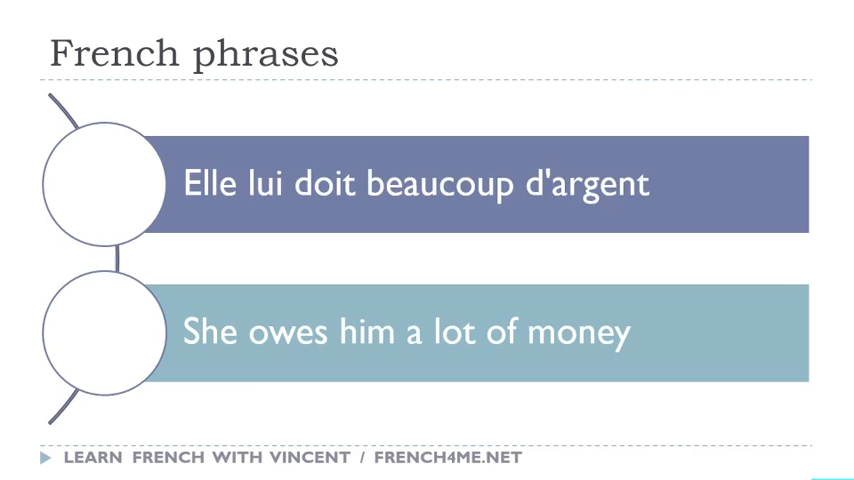 French phrases
Elle lui doit beaucoup d'argent
She owes him a lot of money
LEARN FRENCH WITH VINCENT / FRENCH4ME.NET